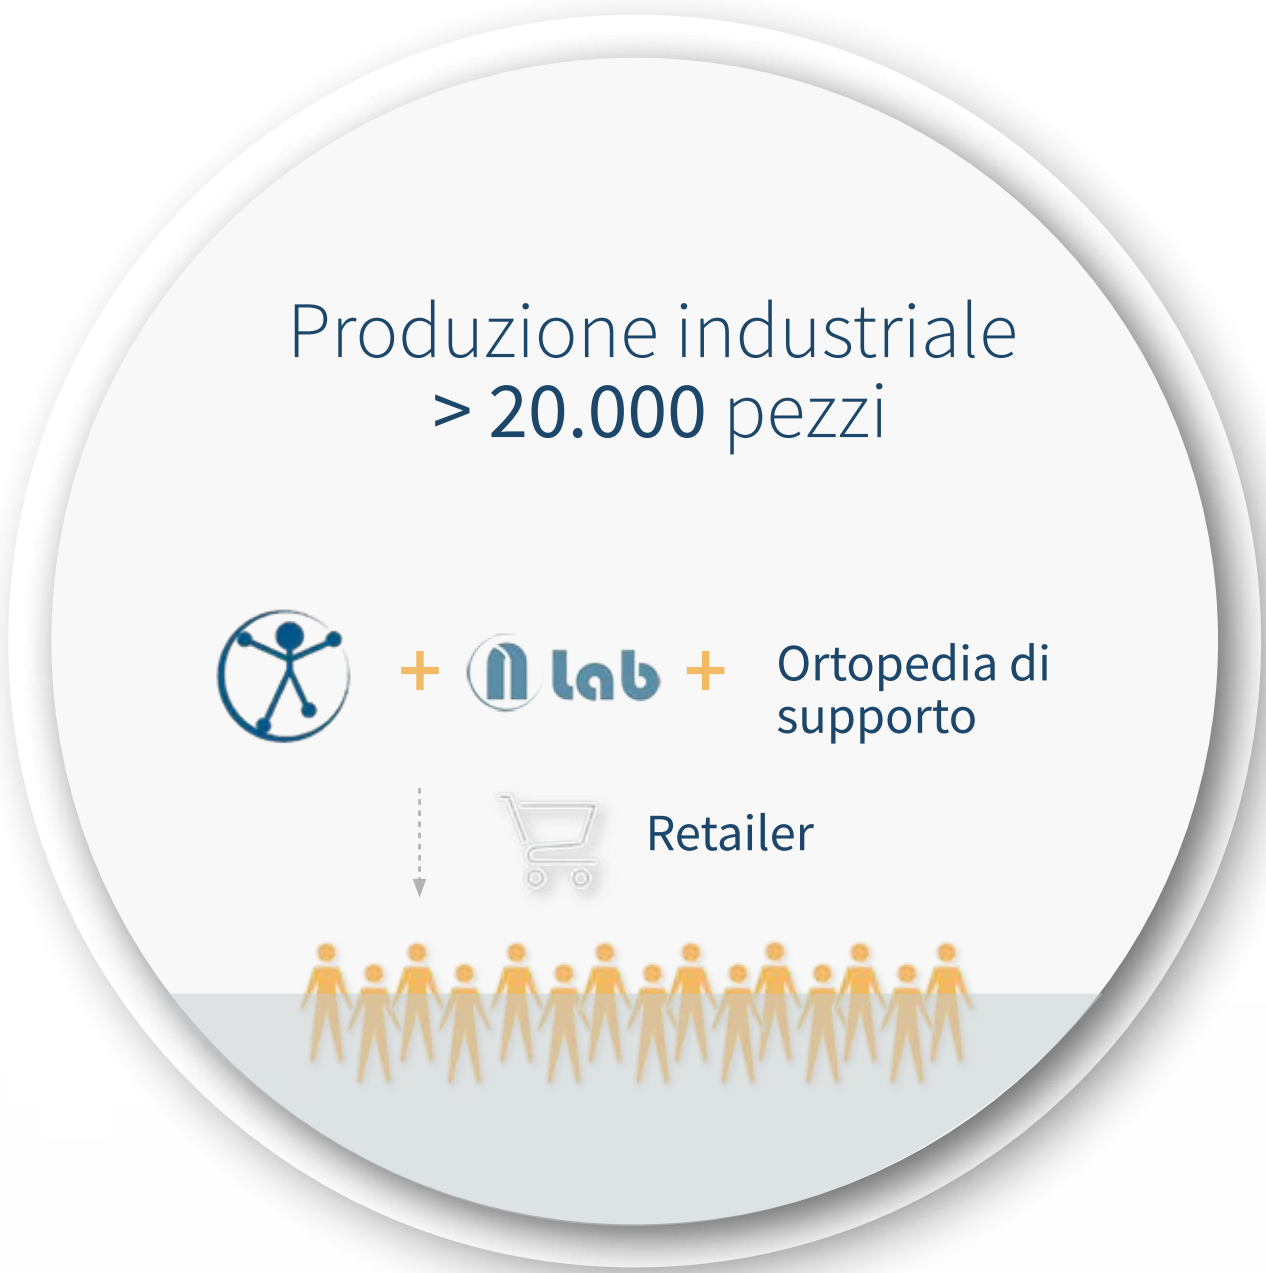 Produzione industriale
> 20.000 pezzi
+ n Lab + Ortopedia di
supporto
Retailer